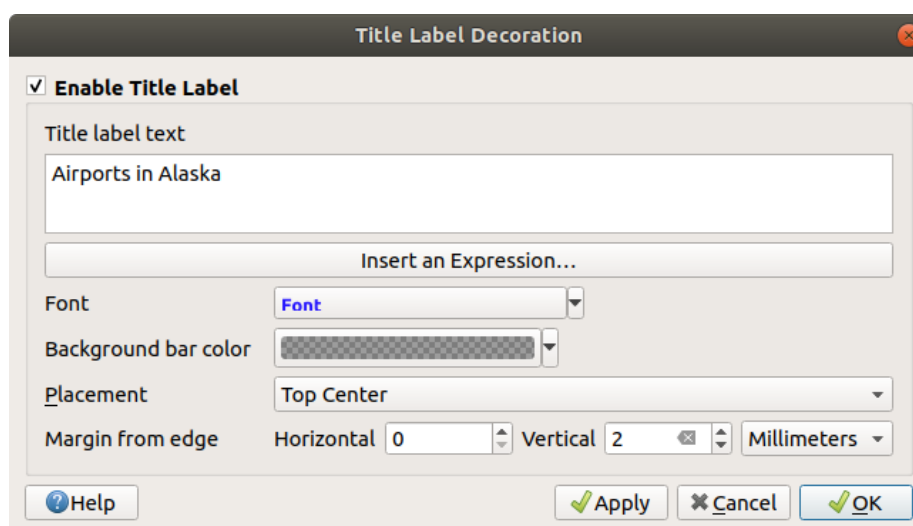 Title Label Decoration
Enable Title Label
Title label text
Airports in Alaska
Insert an Expression...
Font Font
Background bar color
Placement Top Center
Margin from edge Horizontal 0 Vertical 2 Millimeters
Help Apply Cancel OK